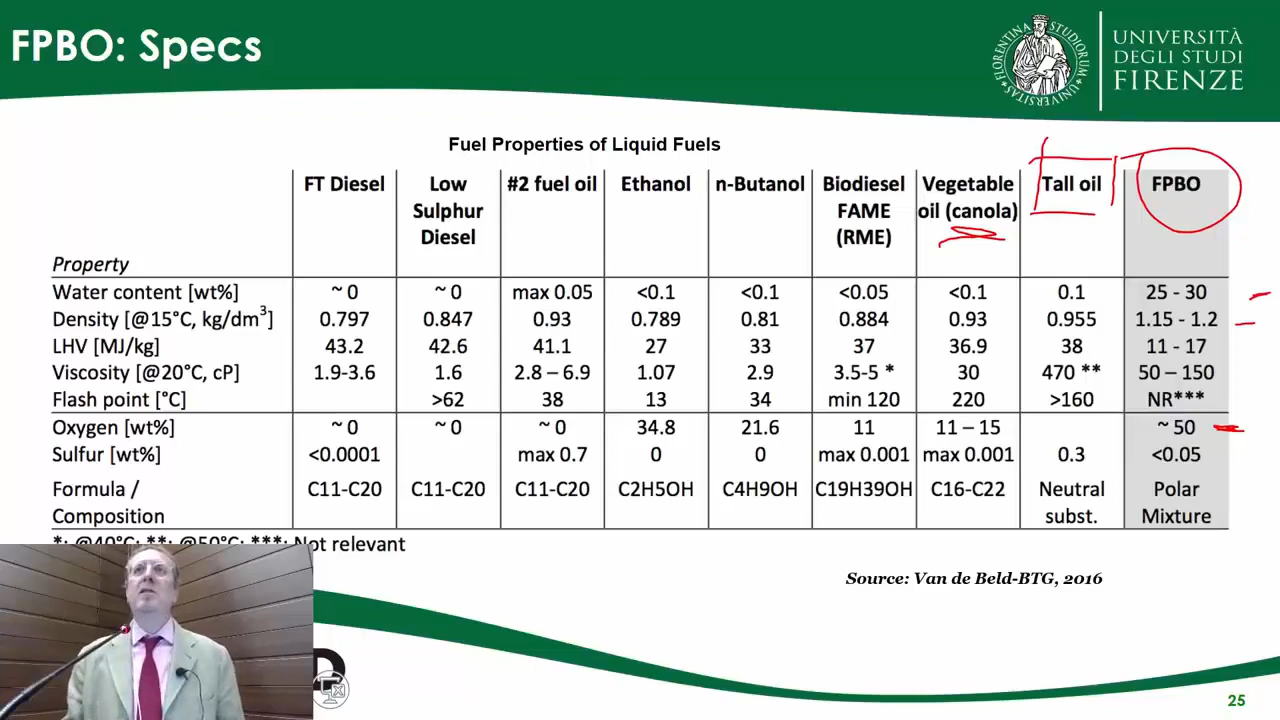 FPBO: Specs
UNIVERSITÀ
DEGLI STUDI
FIRENZE
Fuel Properties of Liquid Fuels
Property FT Diesel Low Sulphur Diesel #2 fuel oil Ethanol n-Butanol Biodiesel FAME (RME) Vegetable oil (canola) Tall oil FPBO
Water content [wt%] ~ 0 ~ 0 max 0.05 <0.1 <0.1 <0.05 <0.1 0.1 25 - 30
Density [@15°C, kg/dm3] 0.797 0.847 0.93 0.789 0.81 0.884 0.93 0.955 1.15 - 1.2
LHV [MJ/kg] 43.2 42.6 41.1 27 33 37 36.9 38 11 - 17
Viscosity [@20°C, cP] 1.9-3.6 1.6 2.8 – 6.9 1.07 2.9 3.5-5 * 30 470 ** 50 – 150
Flash point [°C] >62 38 13 34 min 120 220 >160 NR***
Oxygen [wt%] ~ 0 ~ 0 ~ 0 34.8 21.6 11 11 – 15 ~ 50
Sulfur [wt%] <0.0001 max 0.7 0 0 max 0.001 max 0.001 0.3 <0.05
Formula / Composition C11-C20 C11-C20 C11-C20 C2H5OH C4H9OH C19H39OH C16-C22 Neutral subst. Polar Mixture
*: @40°C; **: @50°C; ***: Not relevant
Source: Van de Beld-BTG, 2016
25